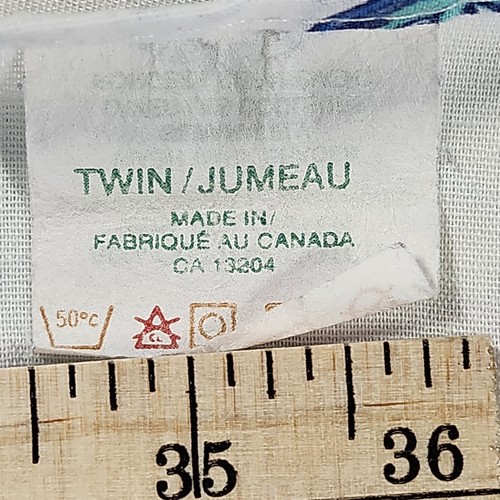 TWIN / JUMEAU
MADE IN/
FABRIQUÉ AU CANADA
CA 13204
50°C
CL
35
36